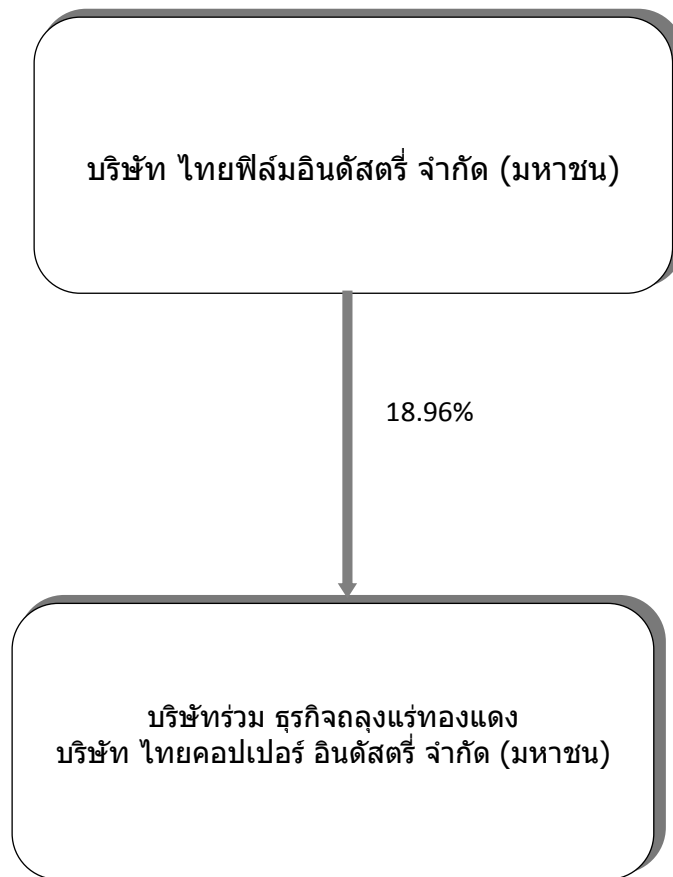 บริษัท ไทยฟิล์มอินดัสตรี่ จำกัด (มหาชน)
18.96%
บริษัทร่วม ธุรกิจถลุงแร่ทองแดง
บริษัท ไทยคอปเปอร์ อินดัสตรี่ จำกัด (มหาชน)